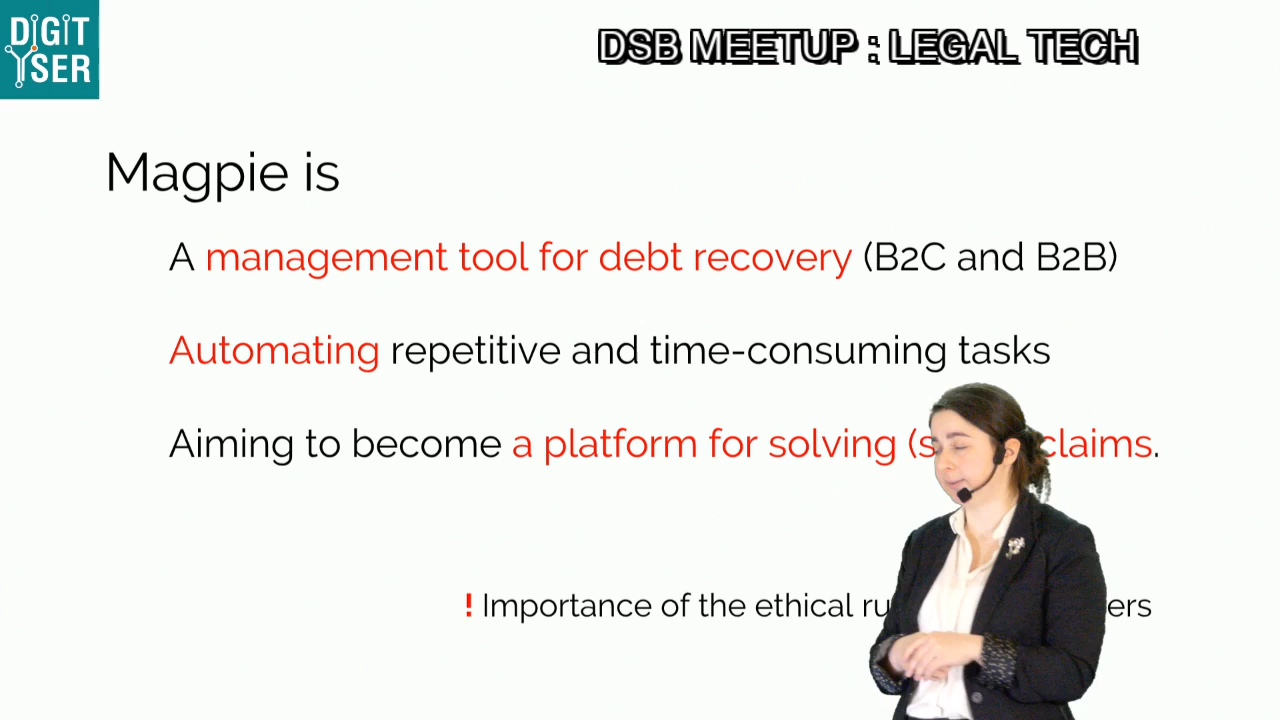 DIGIT
YSER
DSB MEETUP : LEGAL TECH
Magpie is
A management tool for debt recovery (B2C and B2B)
Automating repetitive and time-consuming tasks
Aiming to become a platform for solving claims.
! Importance of the ethical